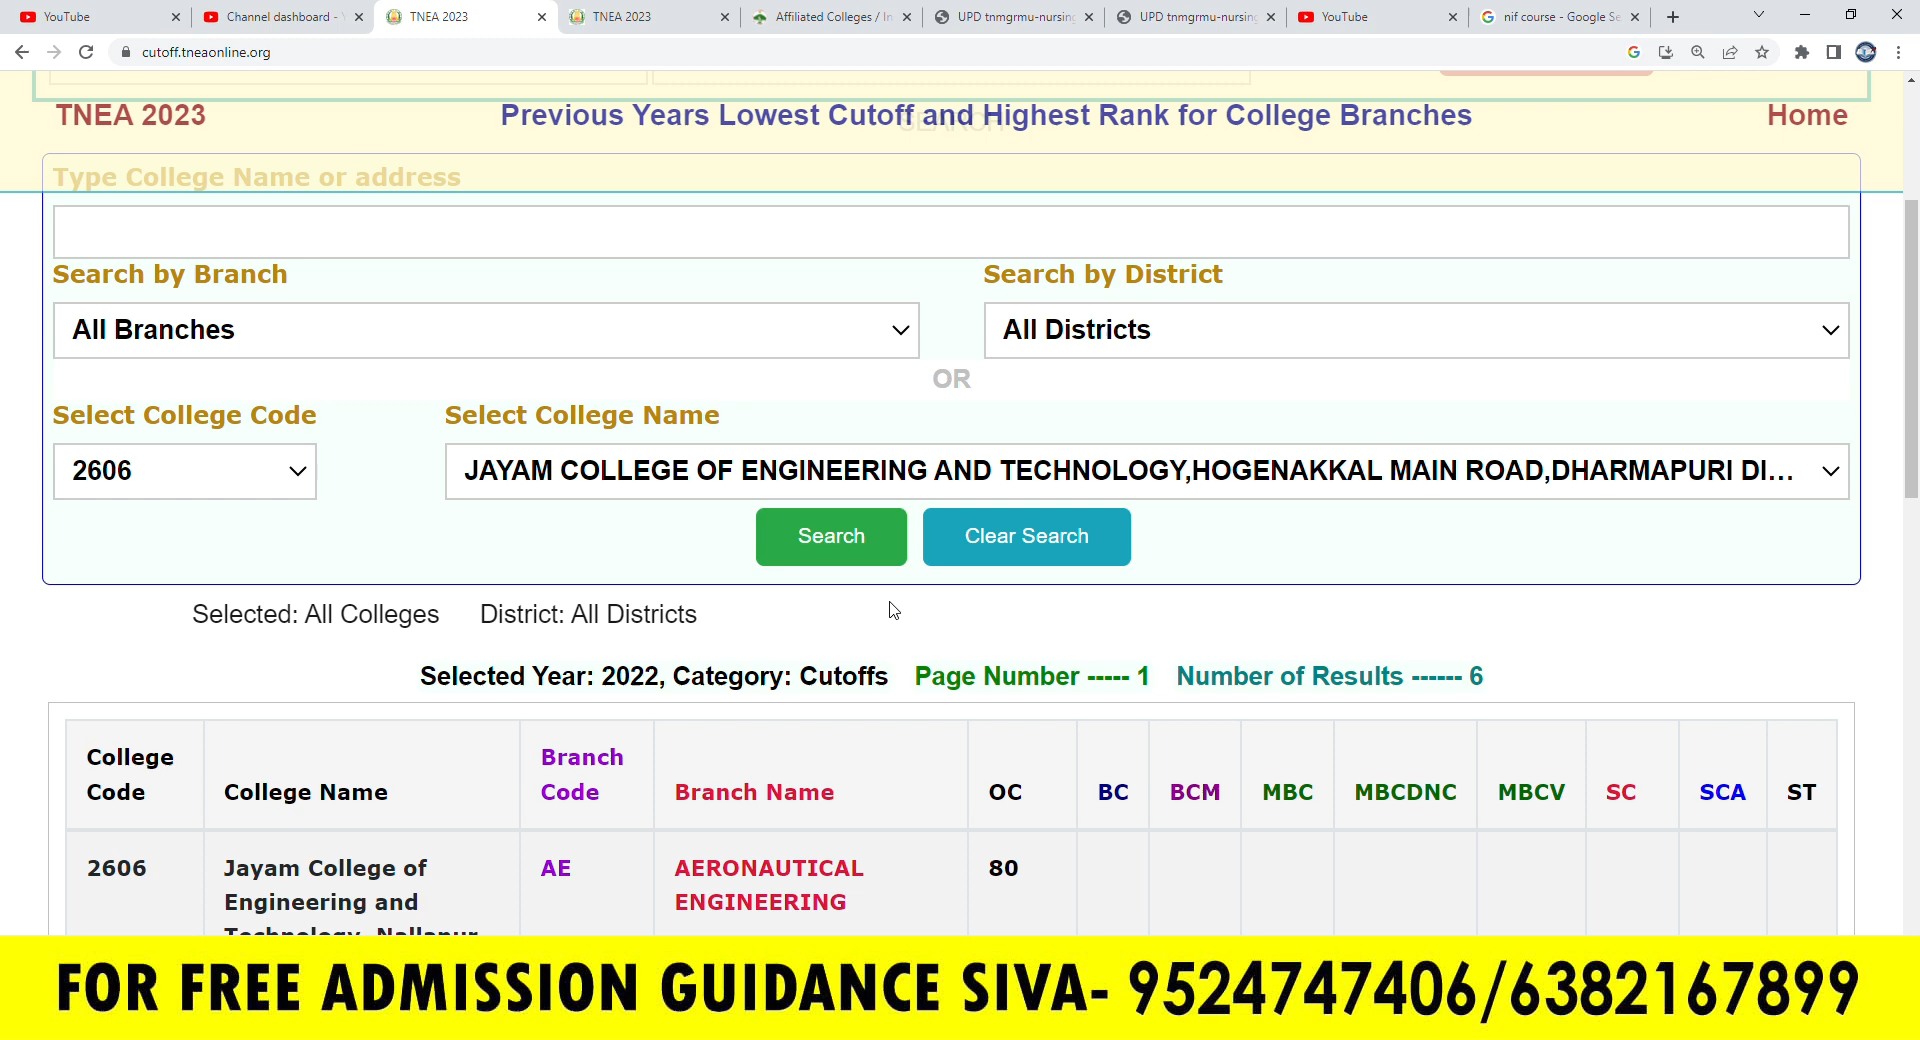 YouTube
Channel dashboard -
TNEA 2023
TNEA 2023
Affiliated Colleges / In
UPD tnmgrmu-nursing
UPD tnmgrmu-nursing
YouTube
nif course - Google Se
cutoff.tneaonline.org
TNEA 2023
Previous Years Lowest Cutoff and Highest Rank for College Branches
Home
SEARCH
Type College Name or address
Search by Branch
Search by District
All Branches
All Districts
OR
Select College Code
Select College Name
2606
JAYAM COLLEGE OF ENGINEERING AND TECHNOLOGY,HOGENAKKAL MAIN ROAD,DHARMAPURI DI...
Search
Clear Search
Selected: All Colleges
District: All Districts
Selected Year: 2022, Category: Cutoffs Page Number ----- 1 Number of Results ------ 6
College Code
College Name
Branch Code
Branch Name
OC
BC
BCM
MBC
MBCDNC
MBCV
SC
SCA
ST
2606
Jayam College of
Engineering and
Technology, Nallanur
AE
AERONAUTICAL
ENGINEERING
80
FOR FREE ADMISSION GUIDANCE SIVA- 9524747406/6382167899